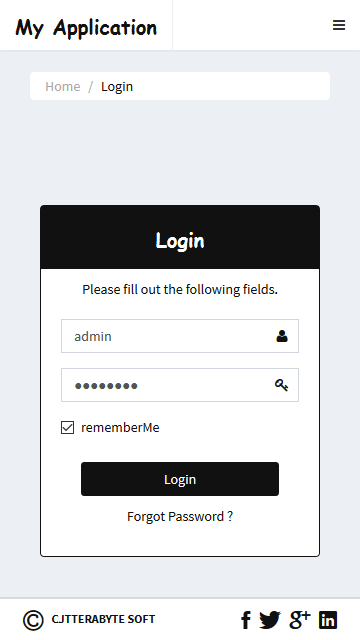 My Application
Home / Login
Login
Please fill out the following fields.
admin
●●●●●●●●
rememberMe
Login
Forgot Password ?
© CJTTERABYTE SOFT